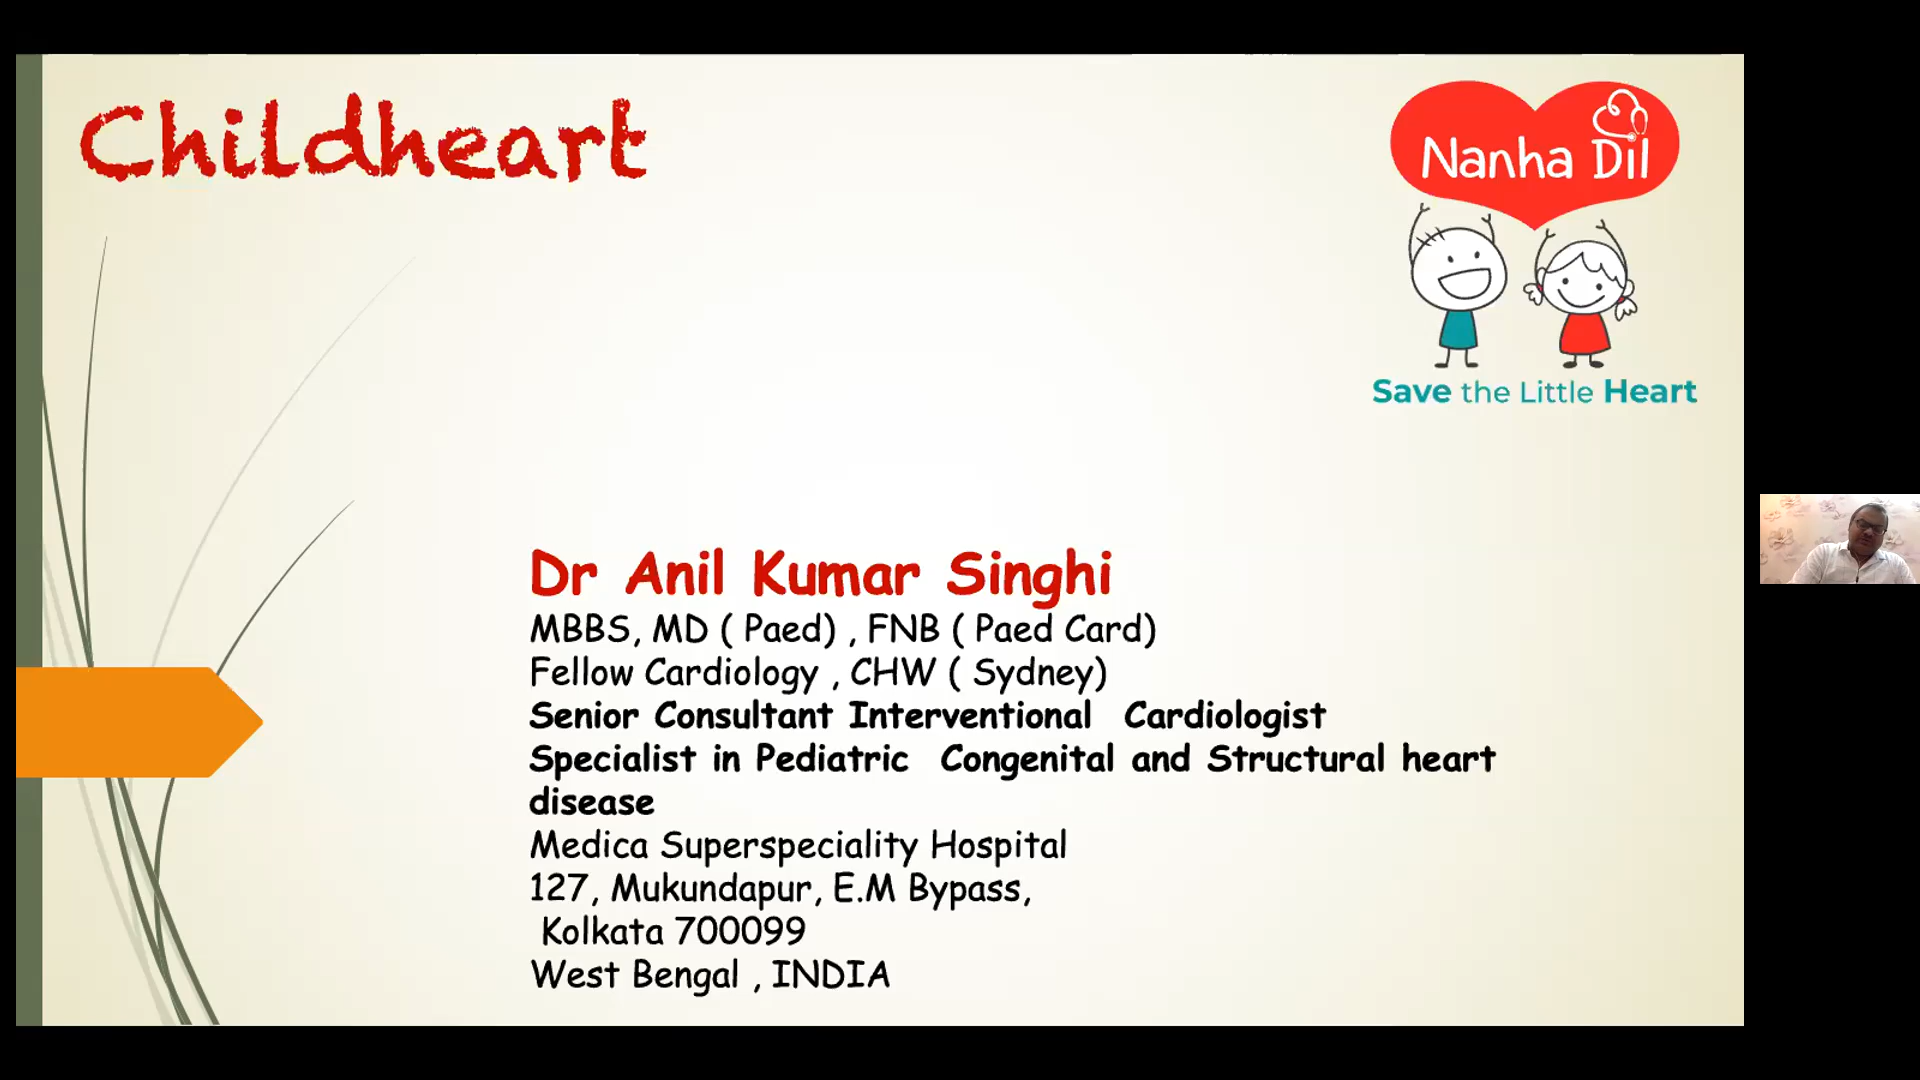 Childheart
Nanha Dil
Save the Little Heart
Dr Anil Kumar Singhi
MBBS, MD ( Paed) , FNB ( Paed Card)
Fellow Cardiology , CHW ( Sydney)
Senior Consultant Interventional Cardiologist
Specialist in Pediatric Congenital and Structural heart
disease
Medica Superspeciality Hospital
127, Mukundapur, E.M Bypass,
Kolkata 700099
West Bengal , INDIA